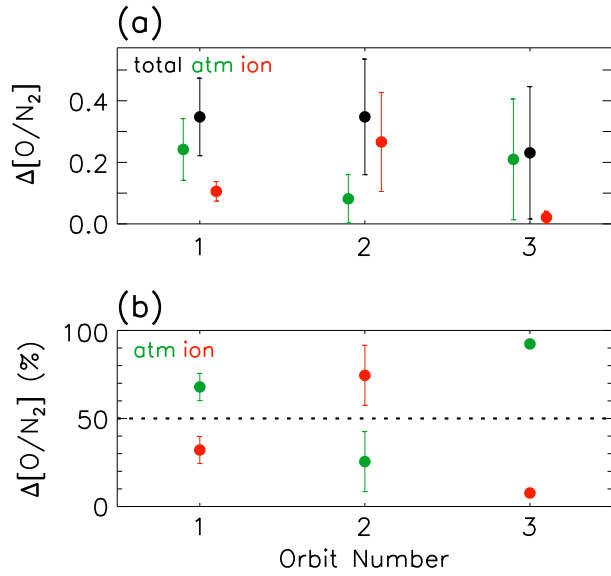 (a)
total atm ion
Δ[O/N₂]
0.4
0.2
0.0
1 2 3
(b)
atm ion
Δ[O/N₂] (%)
100
50
0
1 2 3
Orbit Number